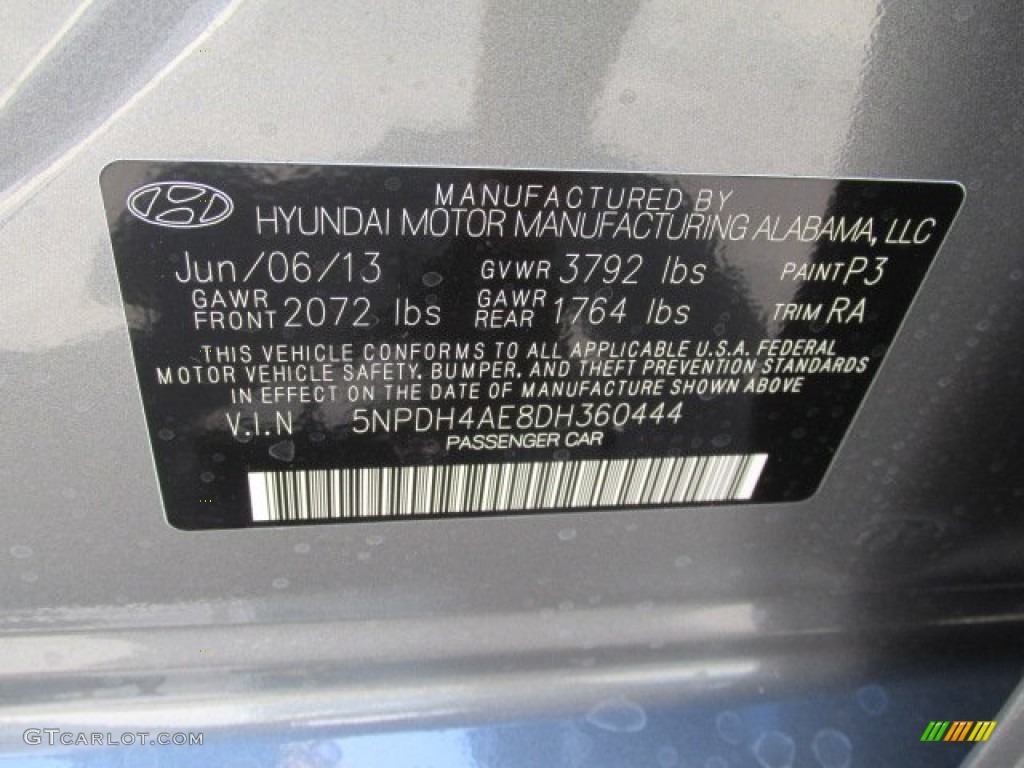 MANUFACTURED BY
HYUNDAI MOTOR MANUFACTURING ALABAMA, LLC
Jun/06/13 GVWR 3792 lbs PAINT P3
GAWR FRONT 2072 lbs GAWR REAR 1764 lbs TRIM RA
THIS VEHICLE CONFORMS TO ALL APPLICABLE U.S.A. FEDERAL
MOTOR VEHICLE SAFETY, BUMPER, AND THEFT PREVENTION STANDARDS
IN EFFECT ON THE DATE OF MANUFACTURE SHOWN ABOVE
V.I.N 5NPDH4AE8DH360444
PASSENGER CAR
GTCARLOT.COM